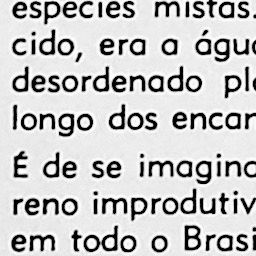 espécies mistas.
cido, era a águ
desordenado pl
longo dos encan
É de se imagina
reno improdutiv
em todo o Brasi